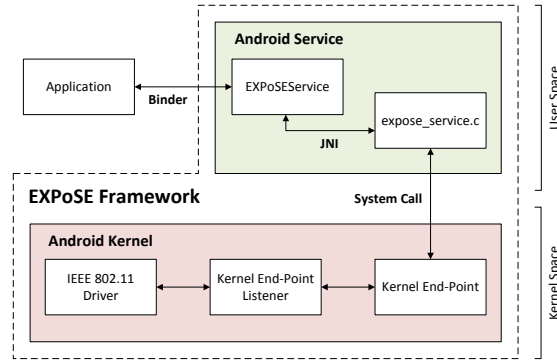 Android Service
Application
Binder
EXPoSEService
JNI
expose_service.c
User Space
EXPoSE Framework
System Call
Android Kernel
IEEE 802.11
Driver
Kernel End-Point
Listener
Kernel End-Point
Kernel Space